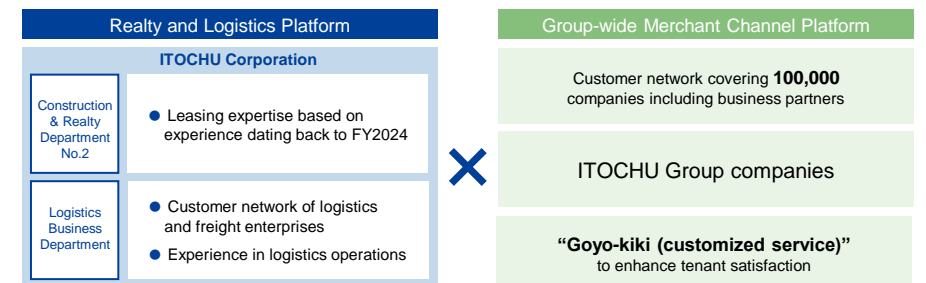 Realty and Logistics Platform
ITOCHU Corporation
Construction
& Realty
Department
No.2
● Leasing expertise based on
experience dating back to FY2024
Logistics
Business
Department
● Customer network of logistics
and freight enterprises
● Experience in logistics operations
×
Group-wide Merchant Channel Platform
Customer network covering 100,000
companies including business partners
ITOCHU Group companies
“Goyo-kiki (customized service)”
to enhance tenant satisfaction